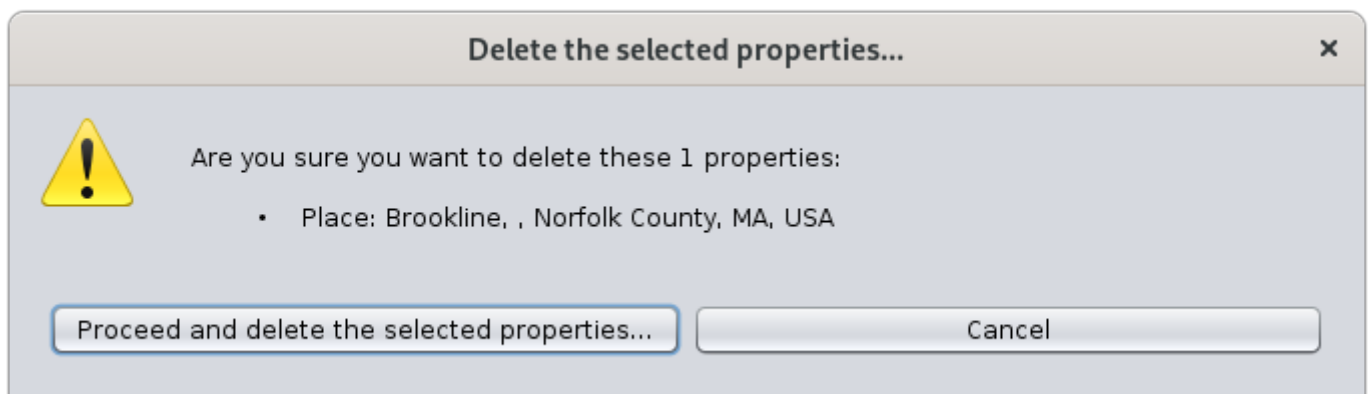 Delete the selected properties...
Are you sure you want to delete these 1 properties:
• Place: Brookline, , Norfolk County, MA, USA
Proceed and delete the selected properties...
Cancel